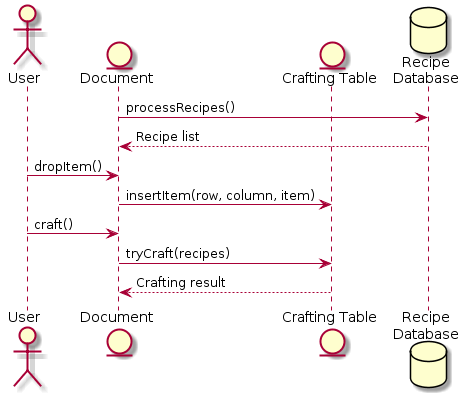 User
Document
Crafting Table
Recipe
Database
processRecipes()
Recipe list
dropItem()
insertItem(row, column, item)
craft()
tryCraft(recipes)
Crafting result
User
Document
Crafting Table
Recipe
Database